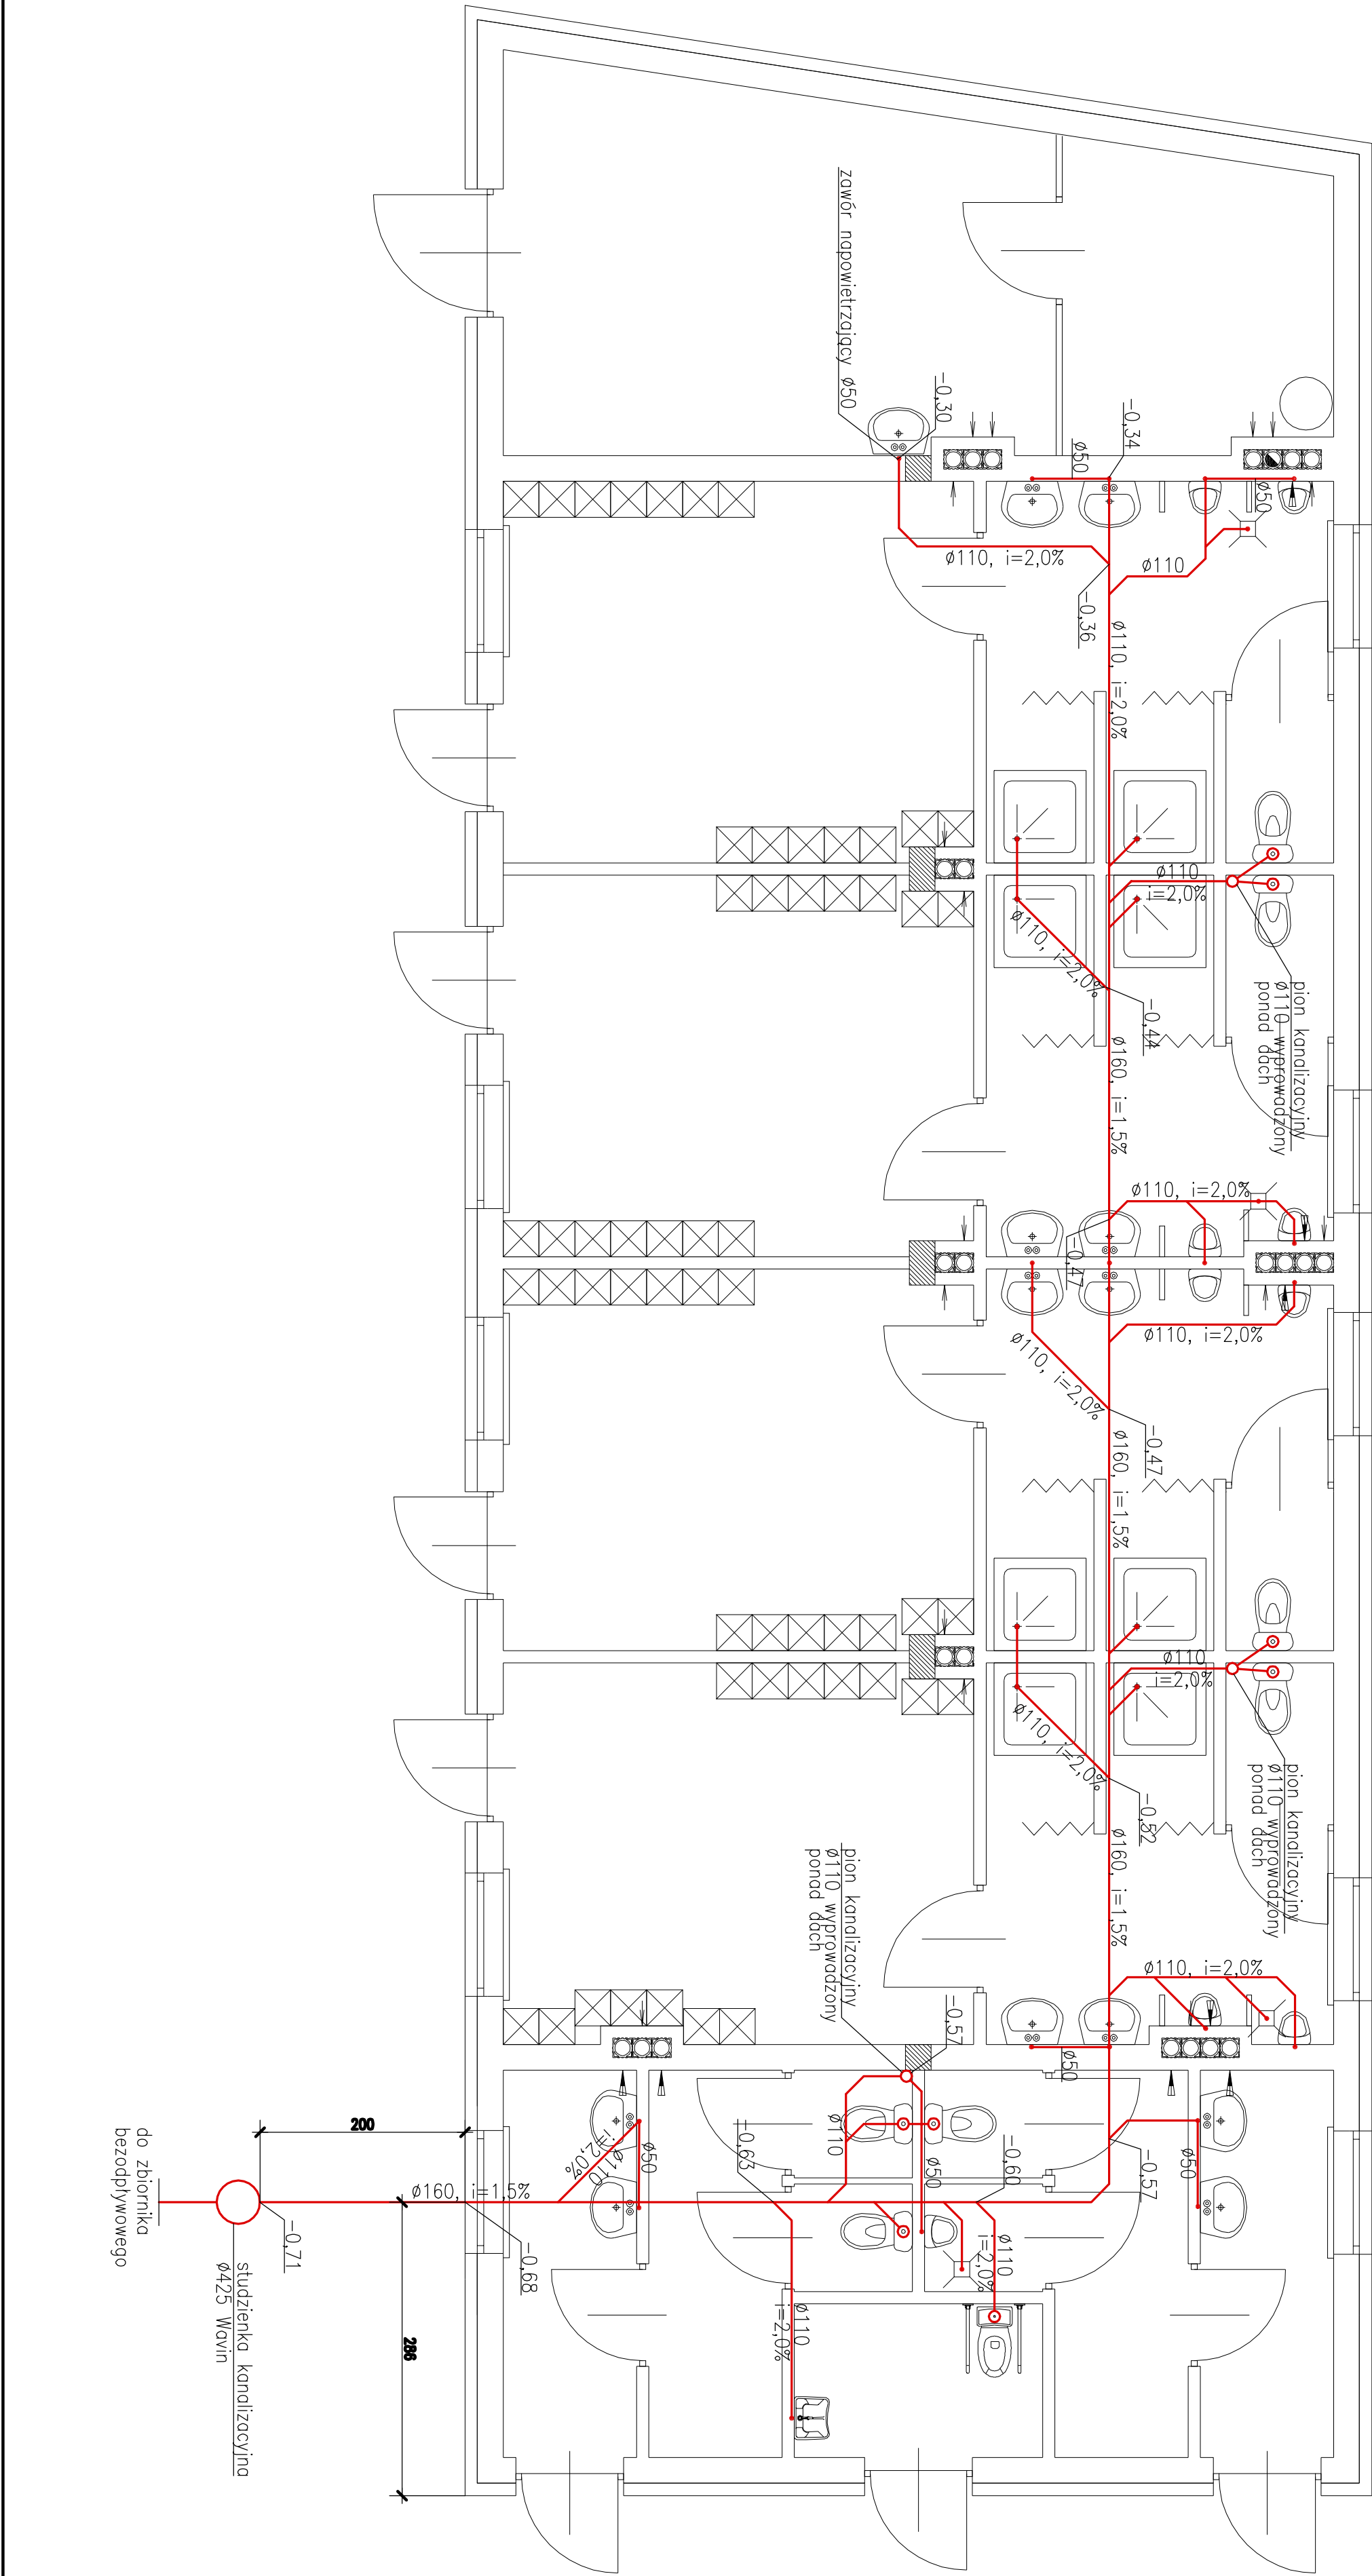 zawór napowietrzający ø50
-0,30
-0,34
ø50
ø50
ø110, i=2,0%
ø110
-0,36
ø110, i=2,0%
ø110
i=2,0%
ø110, i=2,0%
pion kanalizacyjny
ø110 wyprowadzony
ponad dach
-0,44
ø160, i=1,5%
ø110, i=2,0%
-0,47
ø110, i=2,0%
ø110, i=2,0%
-0,47
ø160, i=1,5%
ø110
i=2,0%
ø110, i=2,0%
pion kanalizacyjny
ø110 wyprowadzony
ponad dach
-0,52
ø160, i=1,5%
pion kanalizacyjny
ø110 wyprowadzony
ponad dach
ø110, i=2,0%
-0,57
ø50
ø110
-0,63
ø50
-0,60
-0,57
ø50
ø50
ø110
i=2,0%
ø110
i=2,0%
ø110
i=2,0%
200
ø160, i=1,5%
-0,68
286
-0,71
do zbiornika
bezodpływowego
studzienka kanalizacyjna
ø425 Wavin